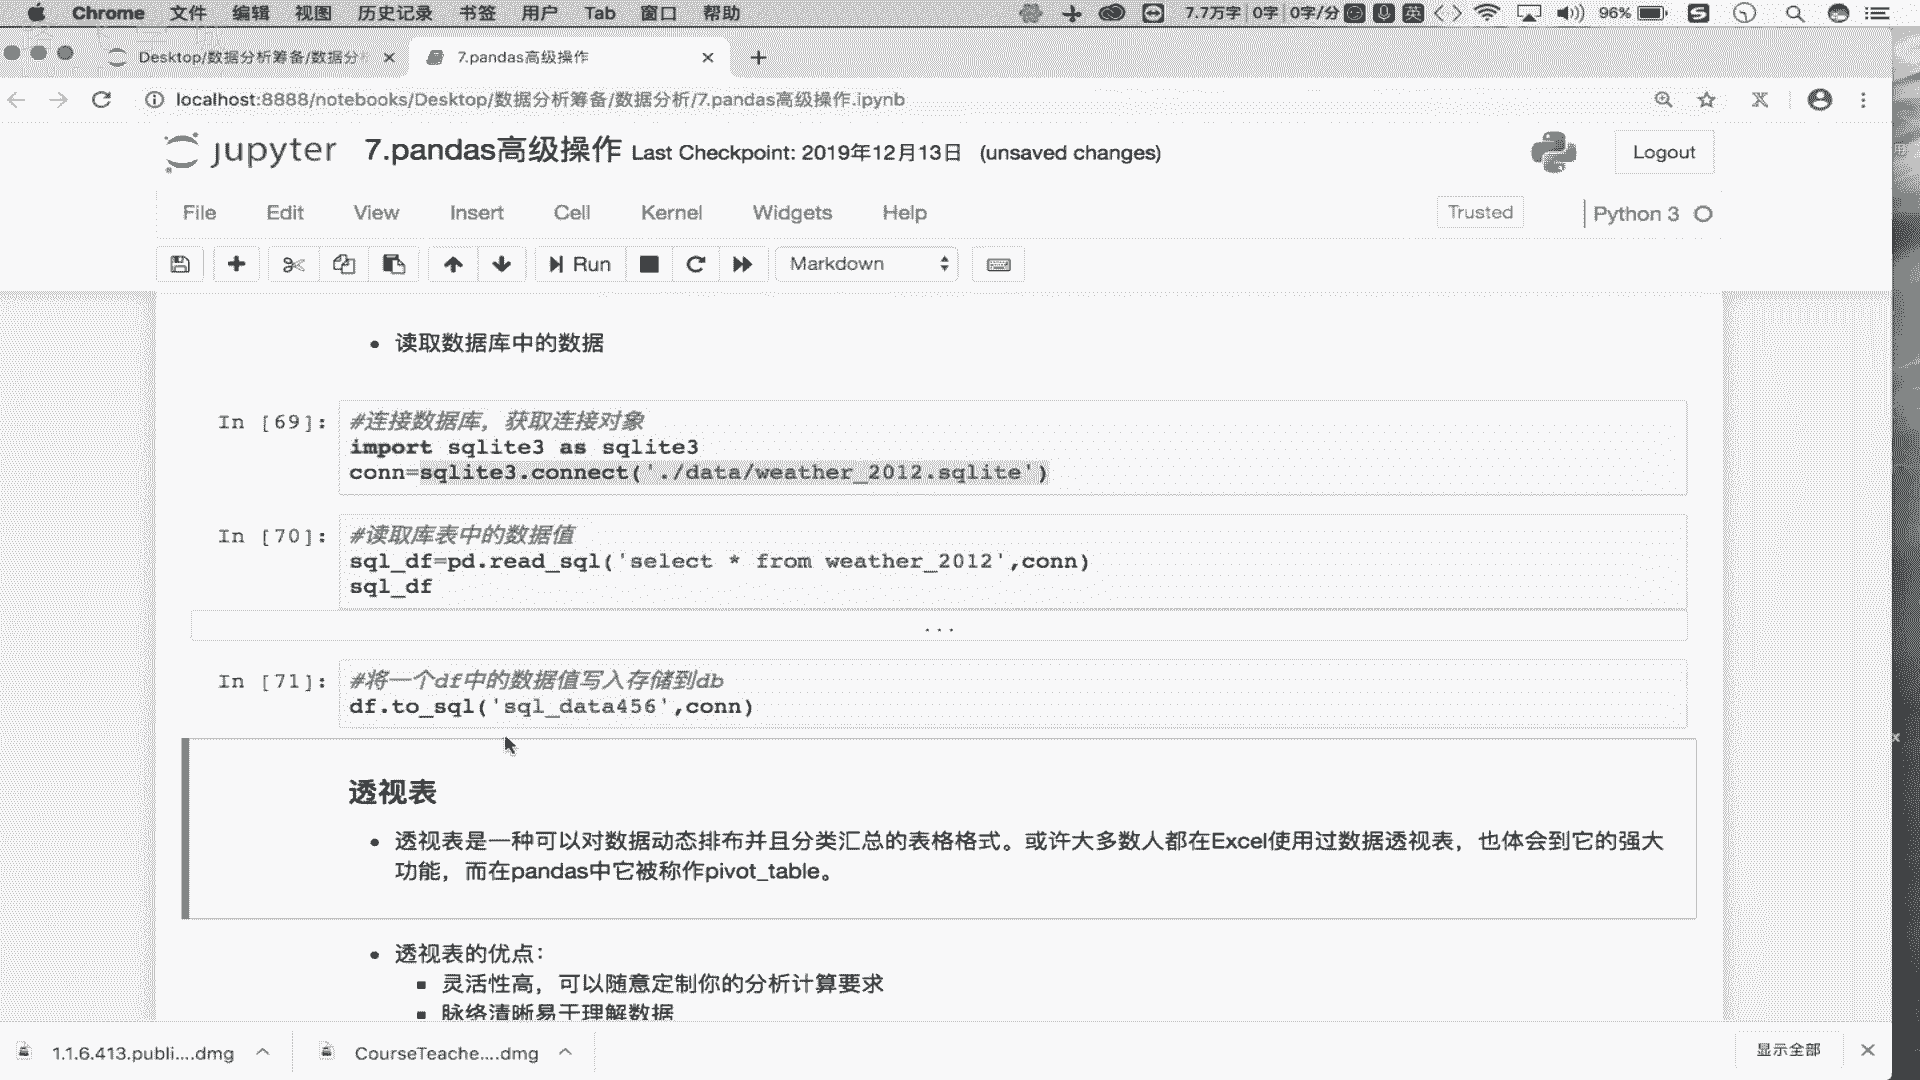 Chrome 文件 编辑 视图 历史记录 书签 用户 Tab 窗口 帮助 7.7万字 0字 0字/分 英 96%
Desktop/数据分析筹备/数据分 7.pandas高级操作
localhost:8888/notebooks/Desktop/数据分析筹备/数据分析/7.pandas高级操作.ipynb
jupyter 7.pandas高级操作 Last Checkpoint: 2019年12月13日 (unsaved changes) Logout
File Edit View Insert Cell Kernel Widgets Help Trusted Python 3
Run Markdown
读取数据库中的数据
In [69]: #连接数据库，获取连接对象
import sqlite3 as sqlite3
conn=sqlite3.connect('./data/weather_2012.sqlite')
In [70]: #读取库表中的数据值
sql_df=pd.read_sql('select * from weather_2012',conn)
sql_df
...
In [71]: #将一个df中的数据值写入存储到db
df.to_sql('sql_data456',conn)
透视表
透视表是一种可以对数据动态排布并且分类汇总的表格格式。或许大多数人都在Excel使用过数据透视表，也体会到它的强大
功能，而在pandas中它被称作pivot_table。
透视表的优点：
灵活性高，可以随意定制你的分析计算要求
脉络清晰易于理解数据
1.1.6.413.publi....dmg CourseTeache....dmg 显示全部